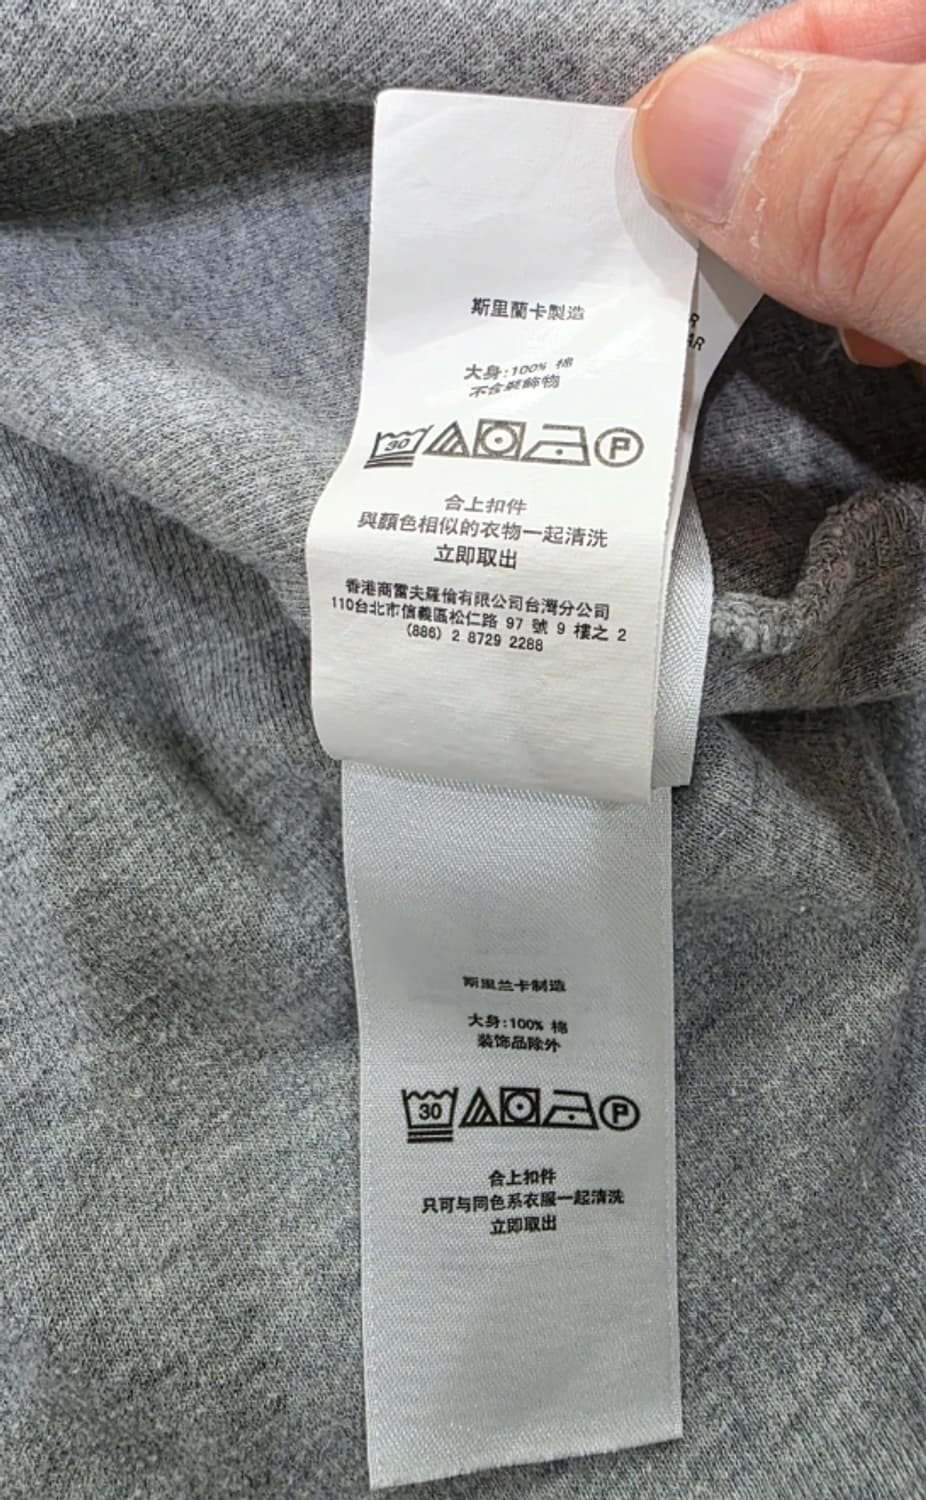 斯里蘭卡製造
大身:100% 棉
不含裝飾物
30
P
合上扣件
與顏色相似的衣物一起清洗
立即取出
香港商雷夫羅倫有限公司台灣分公司
110台北市信義區松仁路 97 號 9 樓之 2
(886) 2 8729 2288
R
AR
斯里兰卡制造
大身:100% 棉
装饰品除外
30
P
合上扣件
只可与同色系衣服一起清洗
立即取出